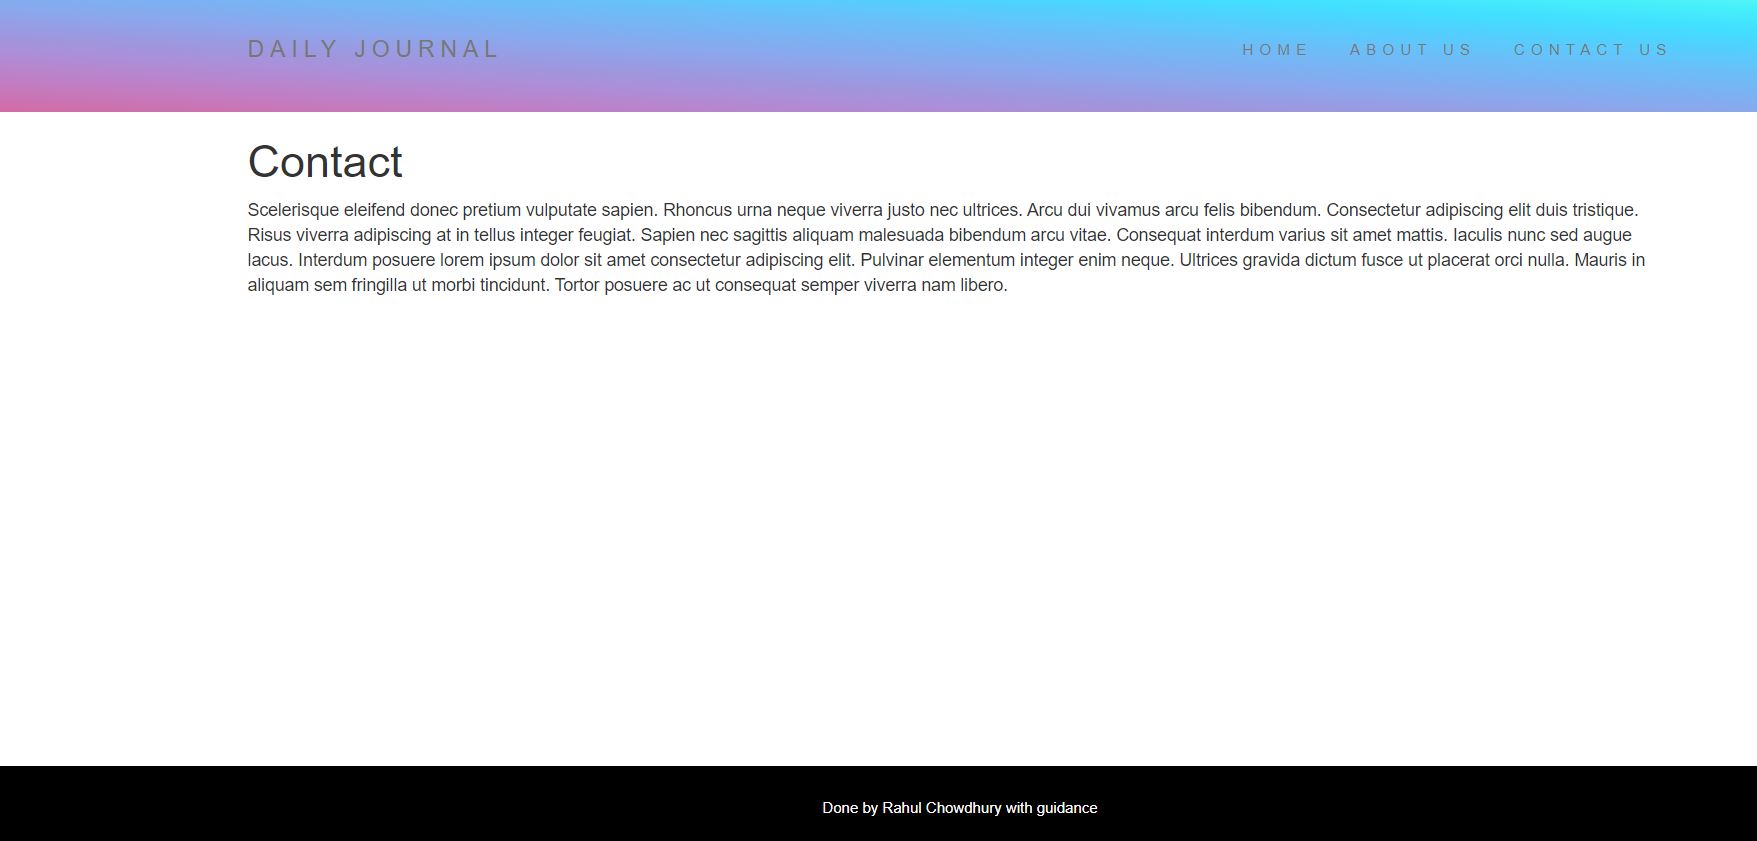 DAILY JOURNAL
HOME ABOUT US CONTACT US
Contact
Scelerisque eleifend donec pretium vulputate sapien. Rhoncus urna neque viverra justo nec ultrices. Arcu dui vivamus arcu felis bibendum. Consectetur adipiscing elit duis tristique.
Risus viverra adipiscing at in tellus integer feugiat. Sapien nec sagittis aliquam malesuada bibendum arcu vitae. Consequat interdum varius sit amet mattis. Iaculis nunc sed augue
lacus. Interdum posuere lorem ipsum dolor sit amet consectetur adipiscing elit. Pulvinar elementum integer enim neque. Ultrices gravida dictum fusce ut placerat orci nulla. Mauris in
aliquam sem fringilla ut morbi tincidunt. Tortor posuere ac ut consequat semper viverra nam libero.
Done by Rahul Chowdhury with guidance